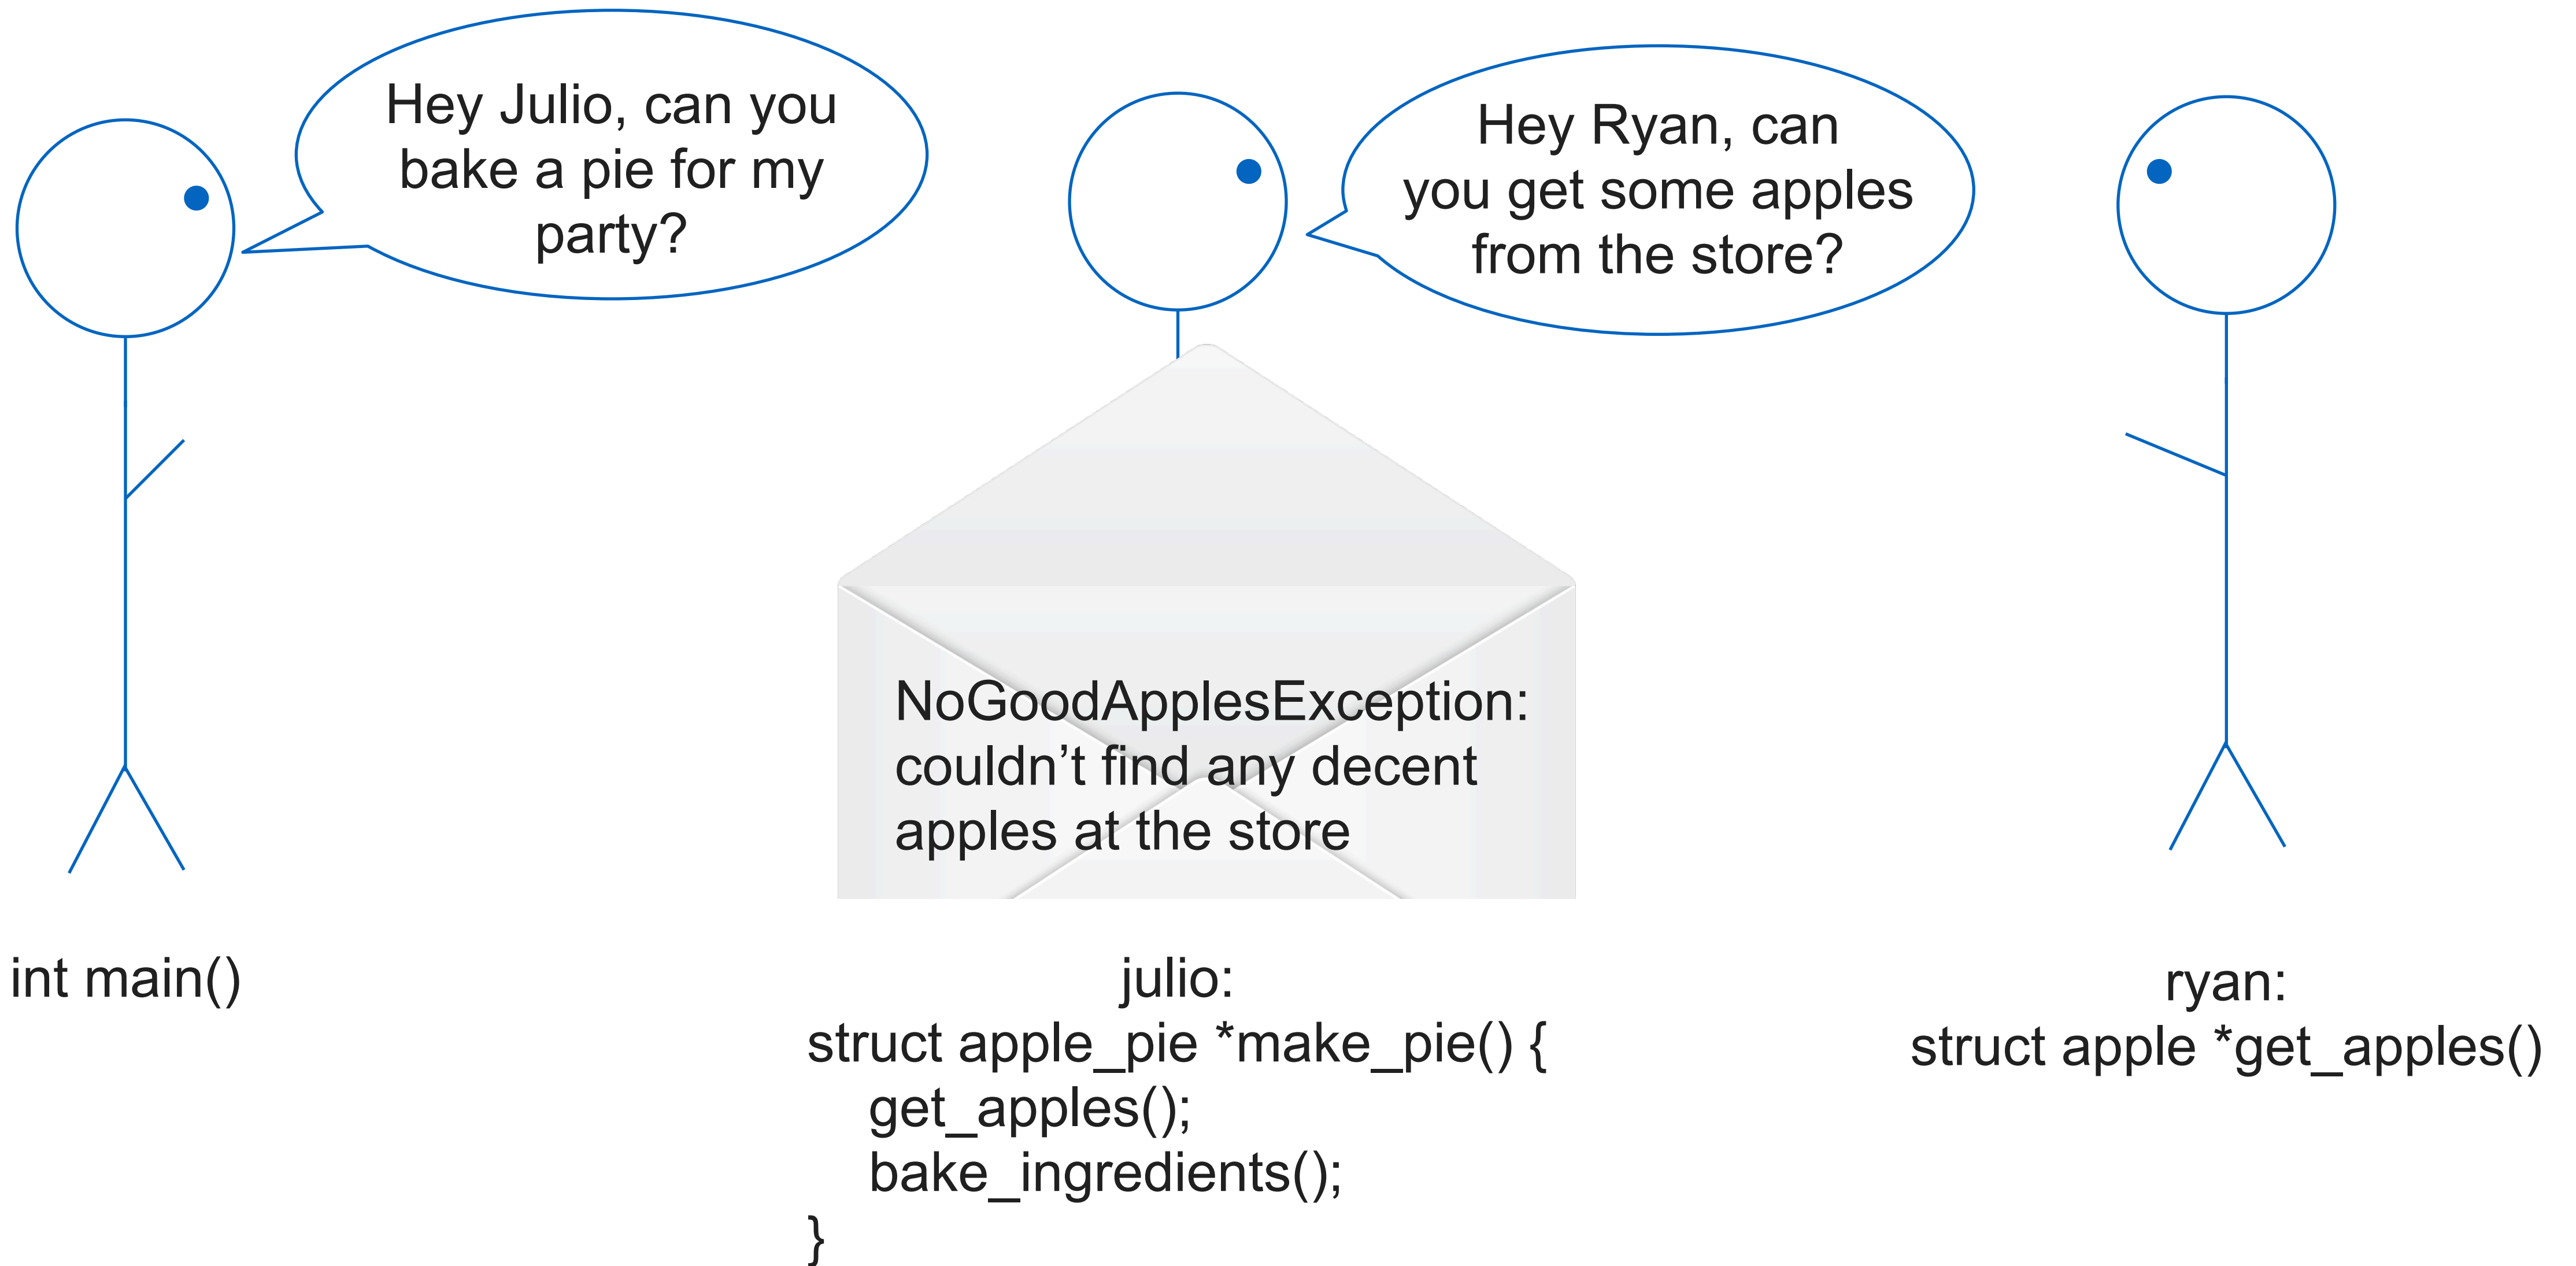 Hey Julio, can you
bake a pie for my
party?
Hey Ryan, can
you get some apples
from the store?
NoGoodApplesException:
couldn’t find any decent
apples at the store
int main()
julio:
struct apple_pie *make_pie() {
get_apples();
bake_ingredients();
}
ryan:
struct apple *get_apples()